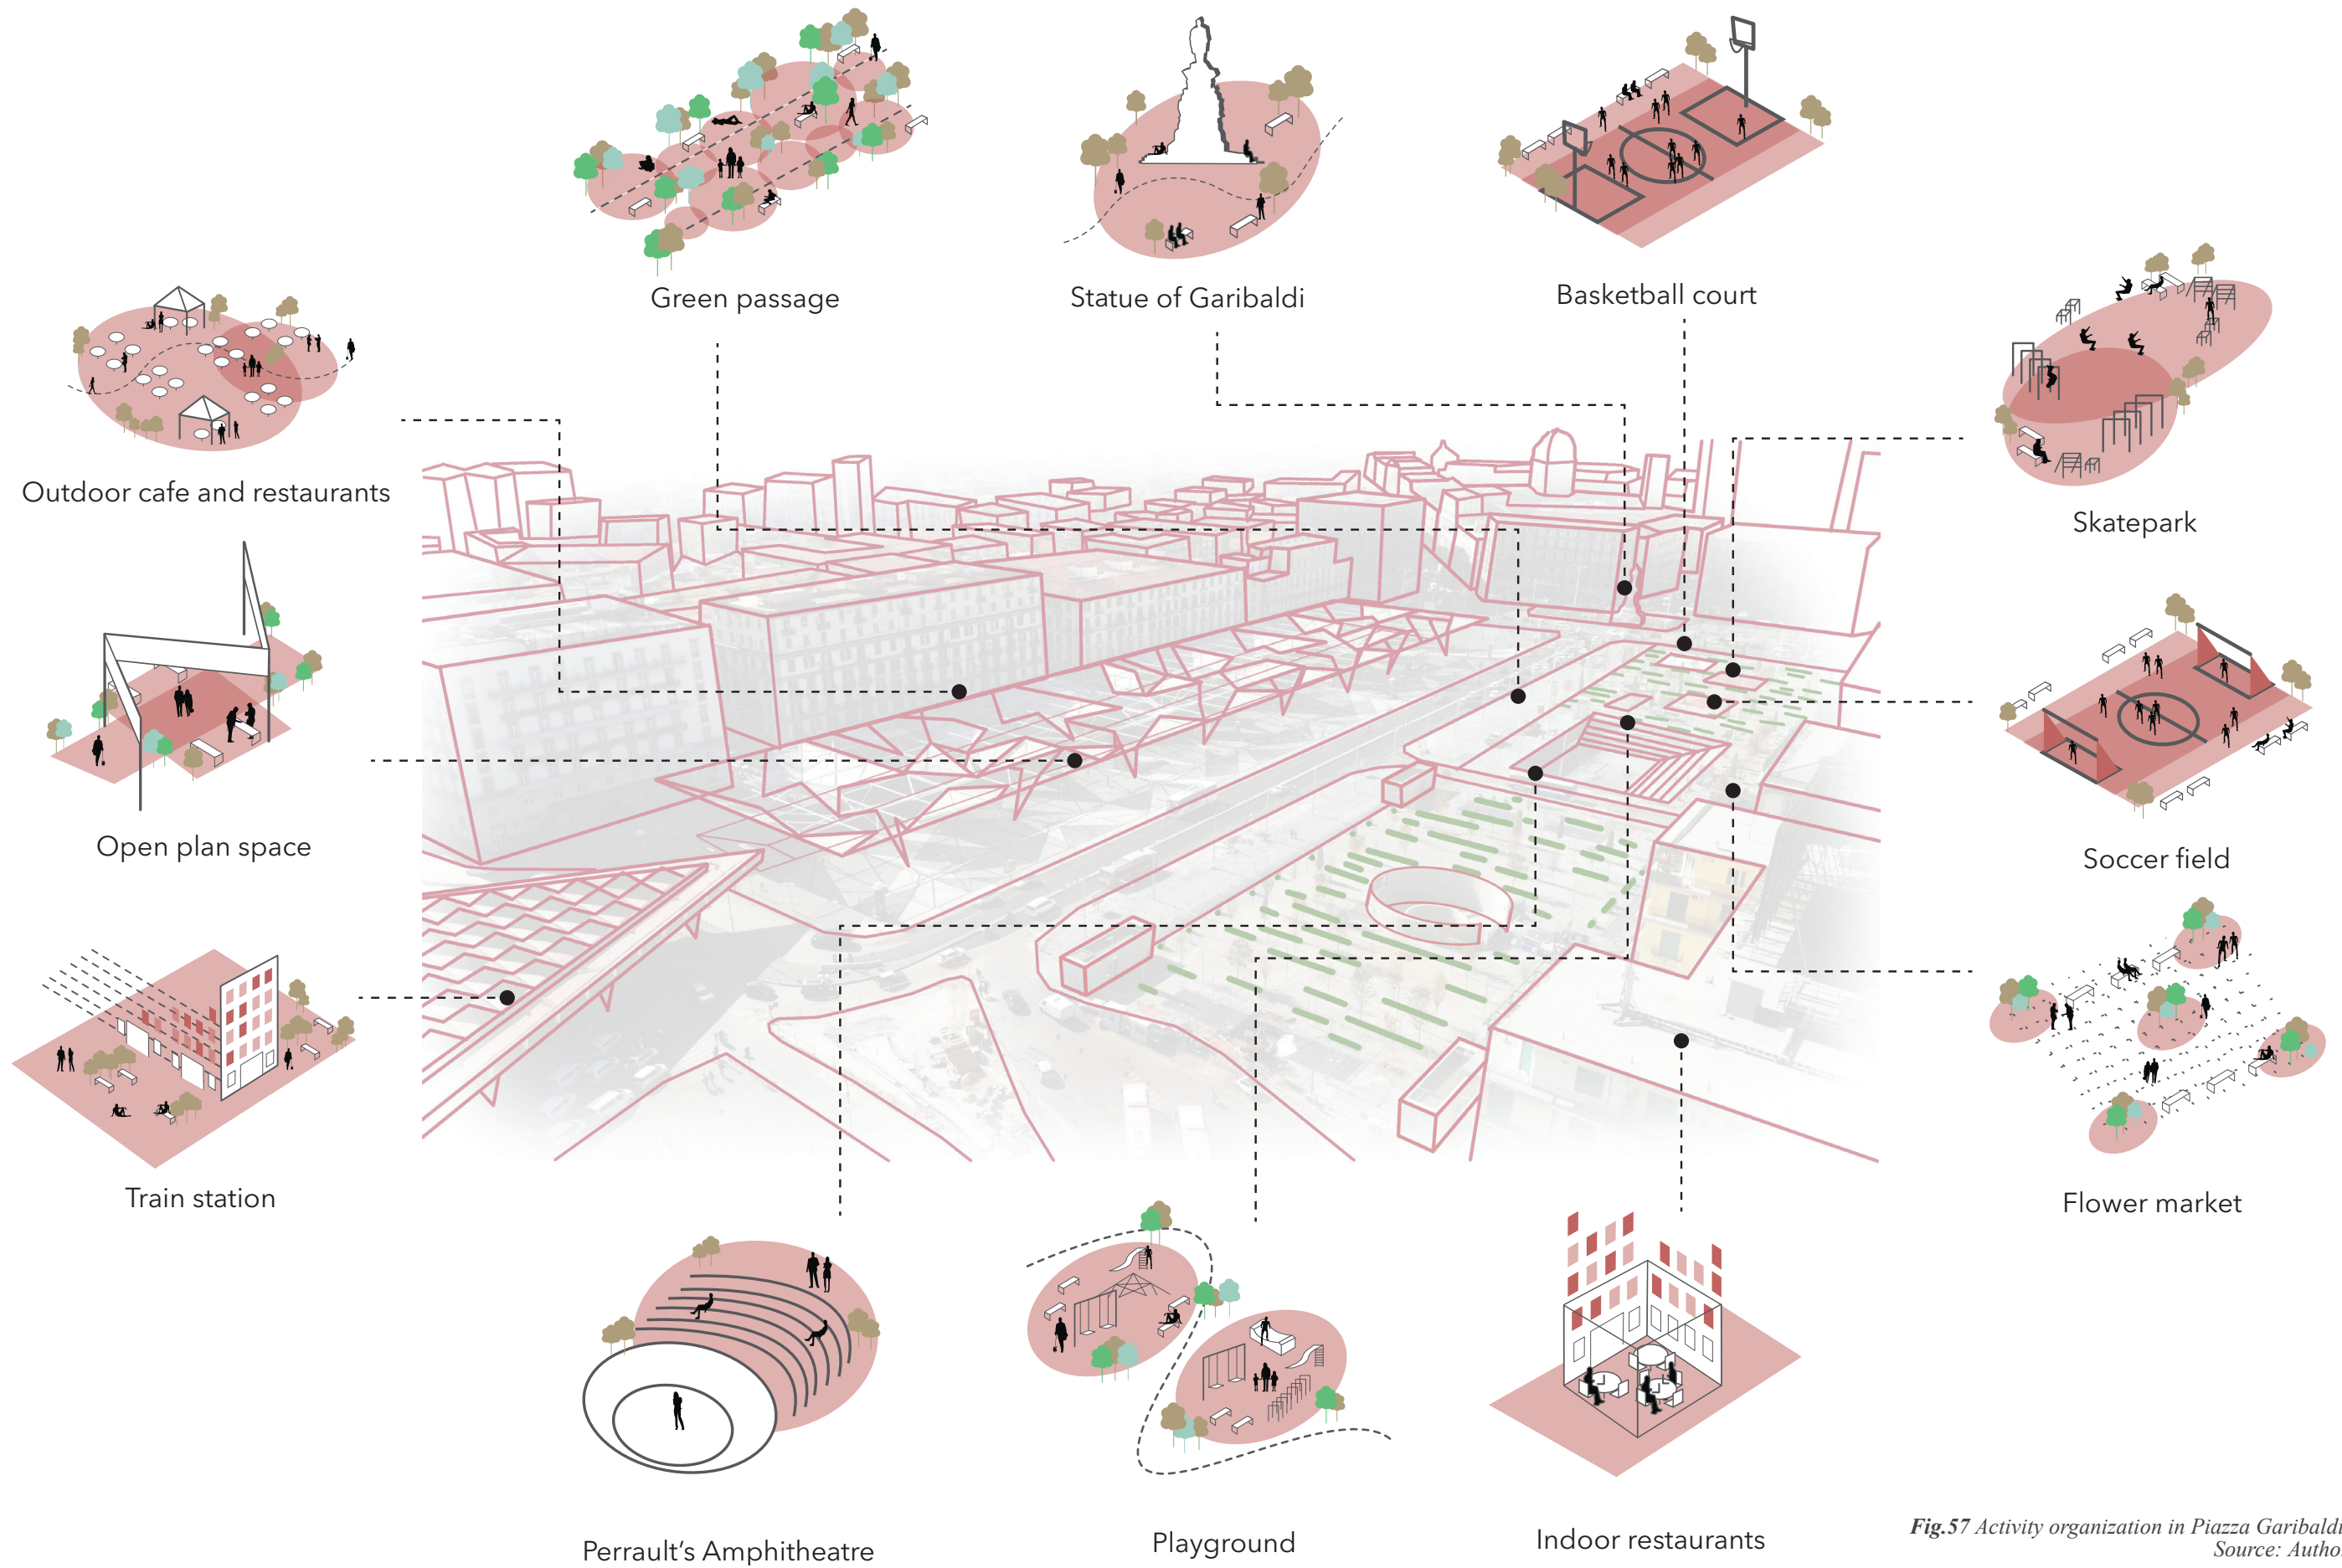 Green passage
Statue of Garibaldi
Basketball court
Outdoor cafe and restaurants
Skatepark
Open plan space
Soccer field
Train station
Flower market
Perrault's Amphitheatre
Playground
Indoor restaurants
Fig.57 Activity organization in Piazza Garibaldi
Source: Autho